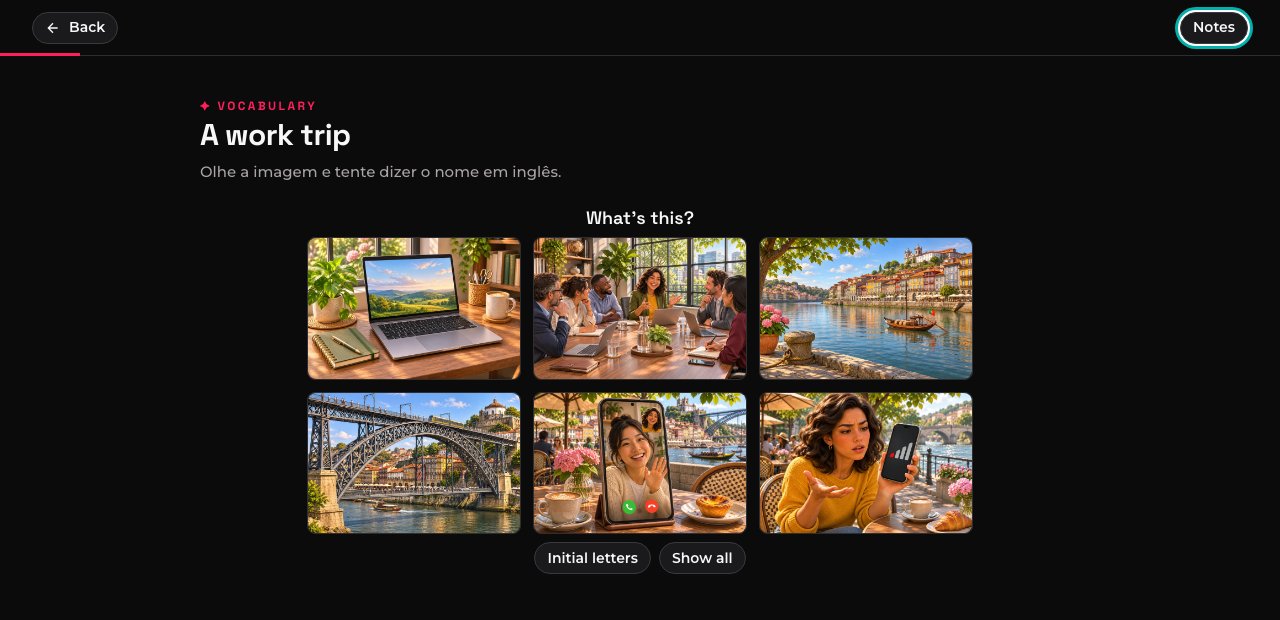 Back
Notes
VOCABULARY
A work trip
Olhe a imagem e tente dizer o nome em inglês.
What's this?
Initial letters
Show all